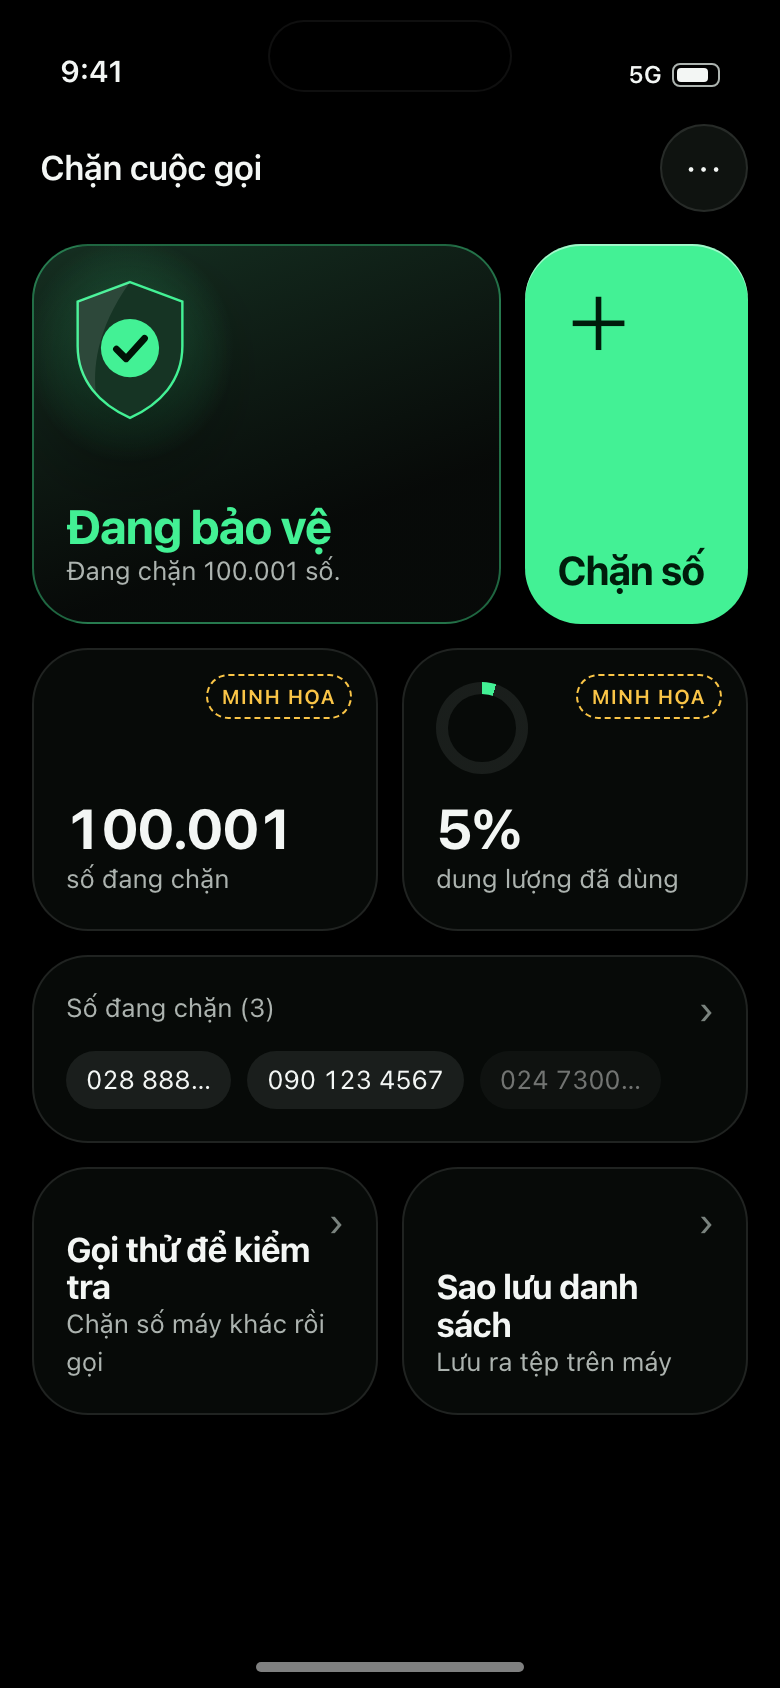 9:41
5G
Chặn cuộc gọi
Đang bảo vệ
Đang chặn 100.001 số.
Chặn số
MINH HỌA
100.001
số đang chặn
MINH HỌA
5%
dung lượng đã dùng
Số đang chặn (3)
028 888...
090 123 4567
024 7300...
Gọi thử để kiểm
tra
Chặn số máy khác rồi
gọi
Sao lưu danh
sách
Lưu ra tệp trên máy